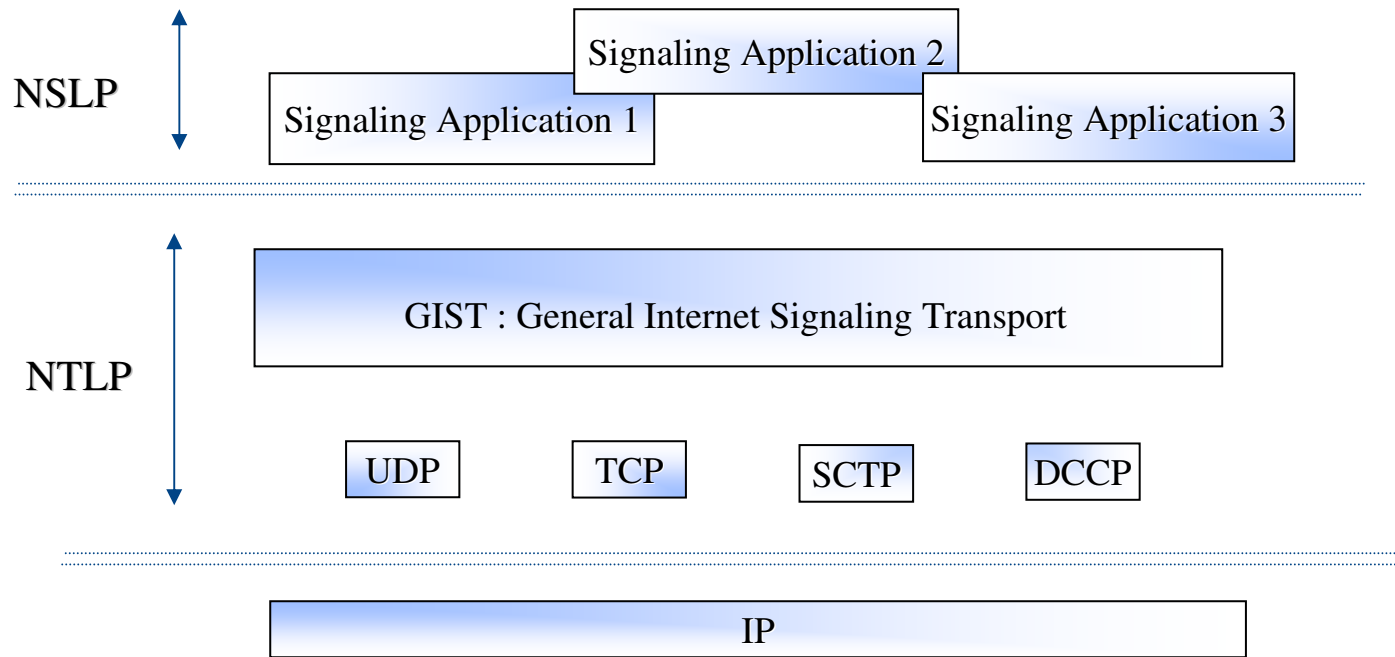 Signaling Application 2
NSLP
Signaling Application 1
Signaling Application 3
GIST : General Internet Signaling Transport
NTLP
UDP
TCP
SCTP
DCCP
IP